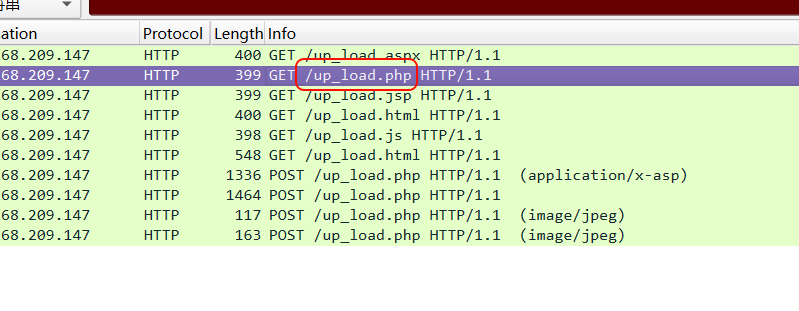 符串
ation Protocol Length Info
68.209.147 HTTP 400 GET /up_load.aspx HTTP/1.1
68.209.147 HTTP 399 GET /up_load.php HTTP/1.1
68.209.147 HTTP 399 GET /up_load.jsp HTTP/1.1
68.209.147 HTTP 400 GET /up_load.html HTTP/1.1
68.209.147 HTTP 398 GET /up_load.js HTTP/1.1
68.209.147 HTTP 548 GET /up_load.html HTTP/1.1
68.209.147 HTTP 1336 POST /up_load.php HTTP/1.1 (application/x-asp)
68.209.147 HTTP 1464 POST /up_load.php HTTP/1.1
68.209.147 HTTP 117 POST /up_load.php HTTP/1.1 (image/jpeg)
68.209.147 HTTP 163 POST /up_load.php HTTP/1.1 (image/jpeg)